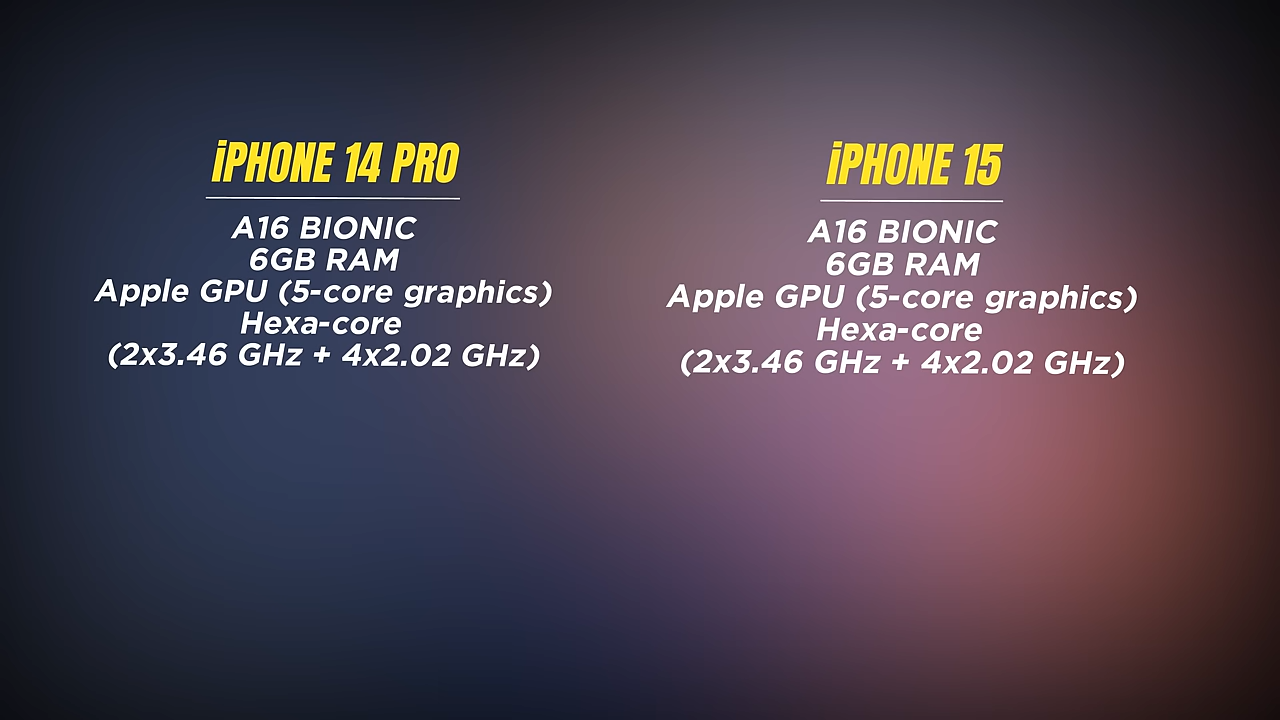 iPHONE 14 PRO
A16 BIONIC
6GB RAM
Apple GPU (5-core graphics)
Hexa-core
(2x3.46 GHz + 4x2.02 GHz)
iPHONE 15
A16 BIONIC
6GB RAM
Apple GPU (5-core graphics)
Hexa-core
(2x3.46 GHz + 4x2.02 GHz)